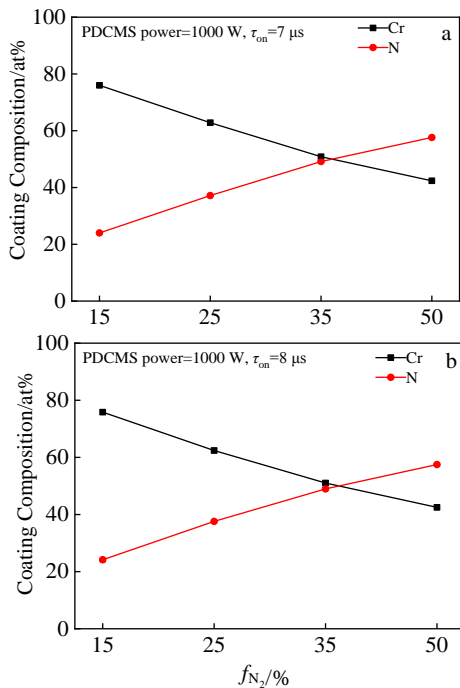 PDCMS power=1000 W, τon=7 μs
Cr
N
a
Coating Composition/at%
100
80
60
40
20
0
15
25
35
50
PDCMS power=1000 W, τon=8 μs
Cr
N
b
Coating Composition/at%
100
80
60
40
20
0
15
25
35
50
fN2/%